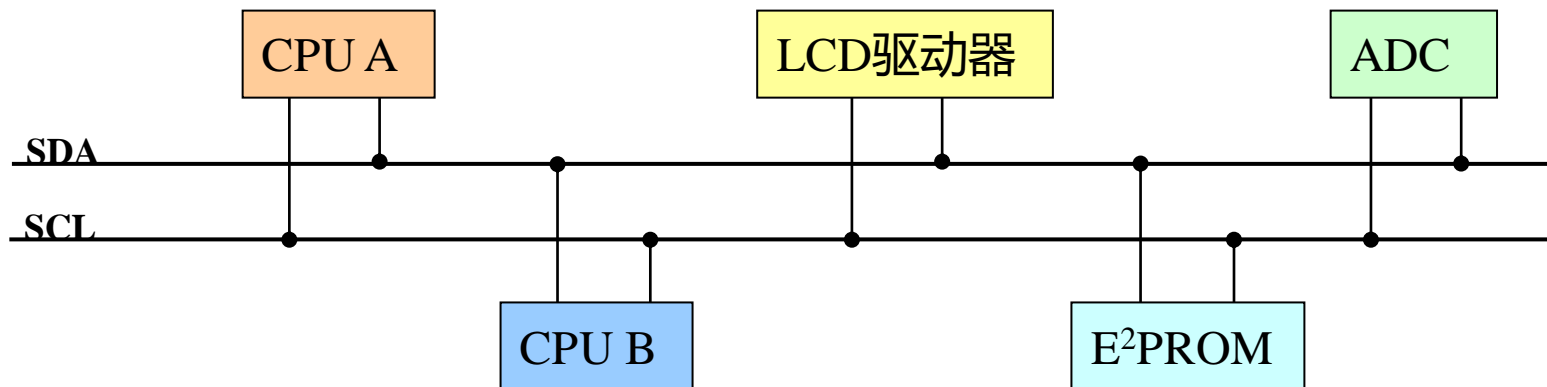 CPU A
LCD驱动器
ADC
SDA
SCL
CPU B
E²PROM